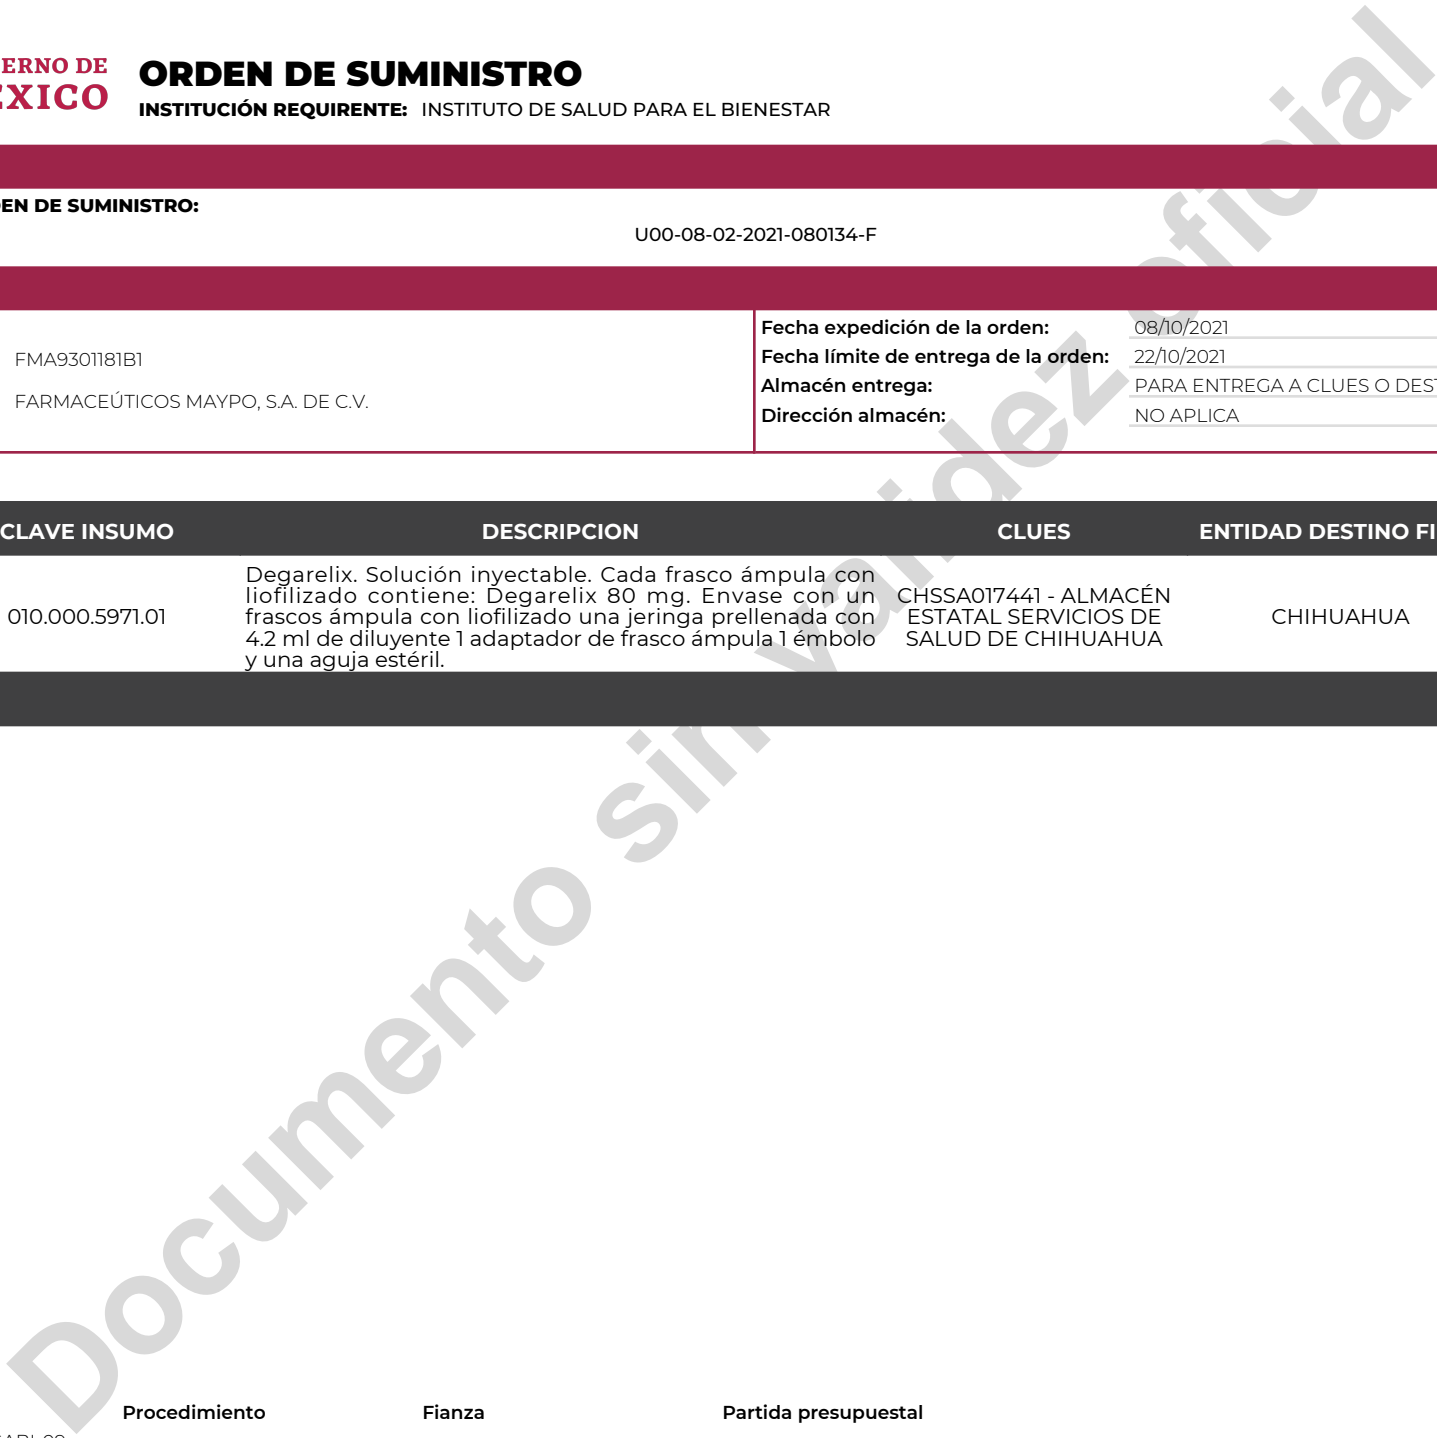 ERNO DE
ÉXICO
ORDEN DE SUMINISTRO
INSTITUCIÓN REQUIRENTE: INSTITUTO DE SALUD PARA EL BIENESTAR
EN DE SUMINISTRO:
U00-08-02-2021-080134-F
FMA9301181B1
FARMACEÚTICOS MAYPO, S.A. DE C.V.
Fecha expedición de la orden: 08/10/2021
Fecha límite de entrega de la orden: 22/10/2021
Almacén entrega: PARA ENTREGA A CLUES O DEST
Dirección almacén: NO APLICA
CLAVE INSUMO DESCRIPCION CLUES ENTIDAD DESTINO FI
010.000.5971.01
Degarelix. Solución inyectable. Cada frasco ámpula con
liofilizado contiene: Degarelix 80 mg. Envase con un
frascos ámpula con liofilizado una jeringa prellenada con
4.2 ml de diluyente 1 adaptador de frasco ámpula 1 émbolo
y una aguja estéril.
CHSSA017441 - ALMACÉN
ESTATAL SERVICIOS DE
SALUD DE CHIHUAHUA
CHIHUAHUA
Documento sin validez oficial
Procedimiento Fianza Partida presupuestal